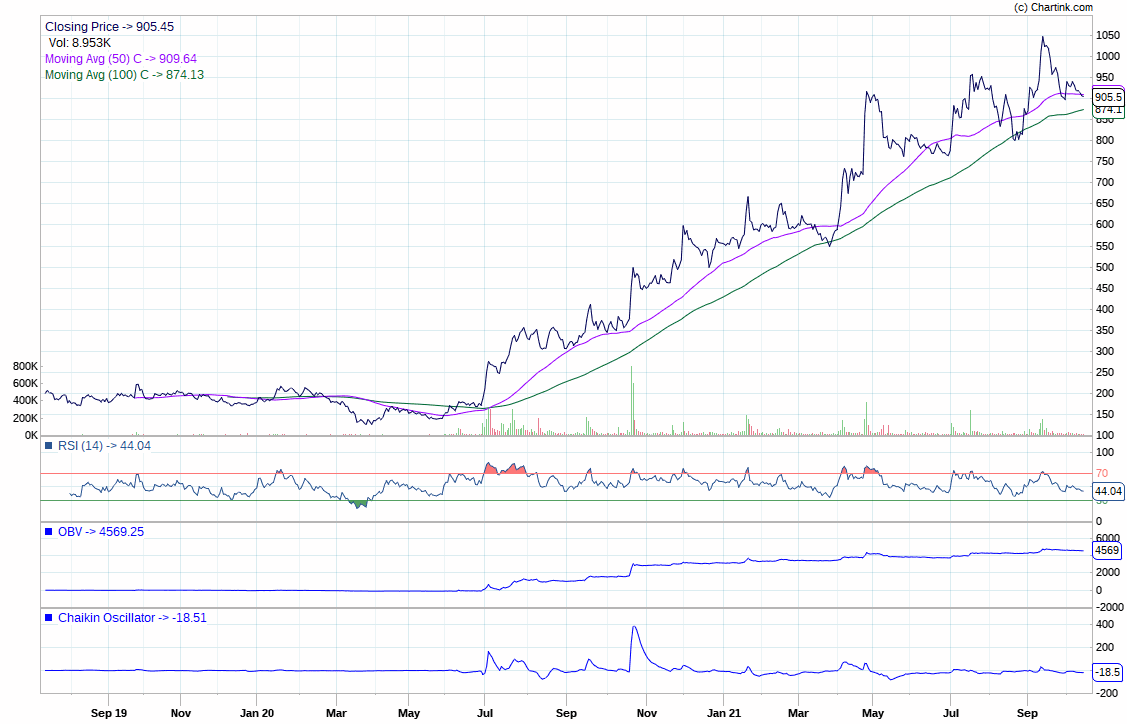 (c) Chartink.com
Closing Price -> 905.45
Vol: 8.953K
Moving Avg (50) C -> 909.64
Moving Avg (100) C -> 874.13
1050
1000
950
905.5
874.1
850
800
750
700
650
600
550
500
450
400
350
300
250
200
150
100
800K
600K
400K
200K
0K
RSI (14) -> 44.04
100
70
44.04
0
OBV -> 4569.25
6000
4569
2000
0
-2000
Chaikin Oscillator -> -18.51
400
200
-18.5
-200
Sep 19 Nov Jan 20 Mar May Jul Sep Nov Jan 21 Mar May Jul Sep